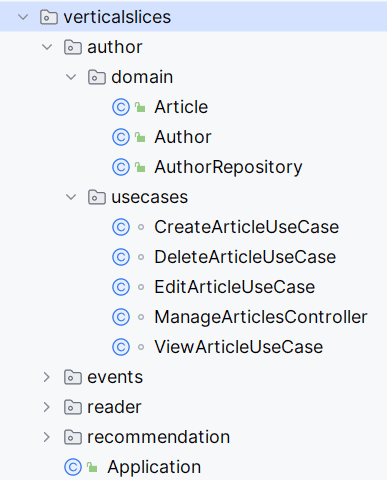 verticalslices
author
domain
Article
Author
AuthorRepository
usecases
CreateArticleUseCase
DeleteArticleUseCase
EditArticleUseCase
ManageArticlesController
ViewArticleUseCase
events
reader
recommendation
Application